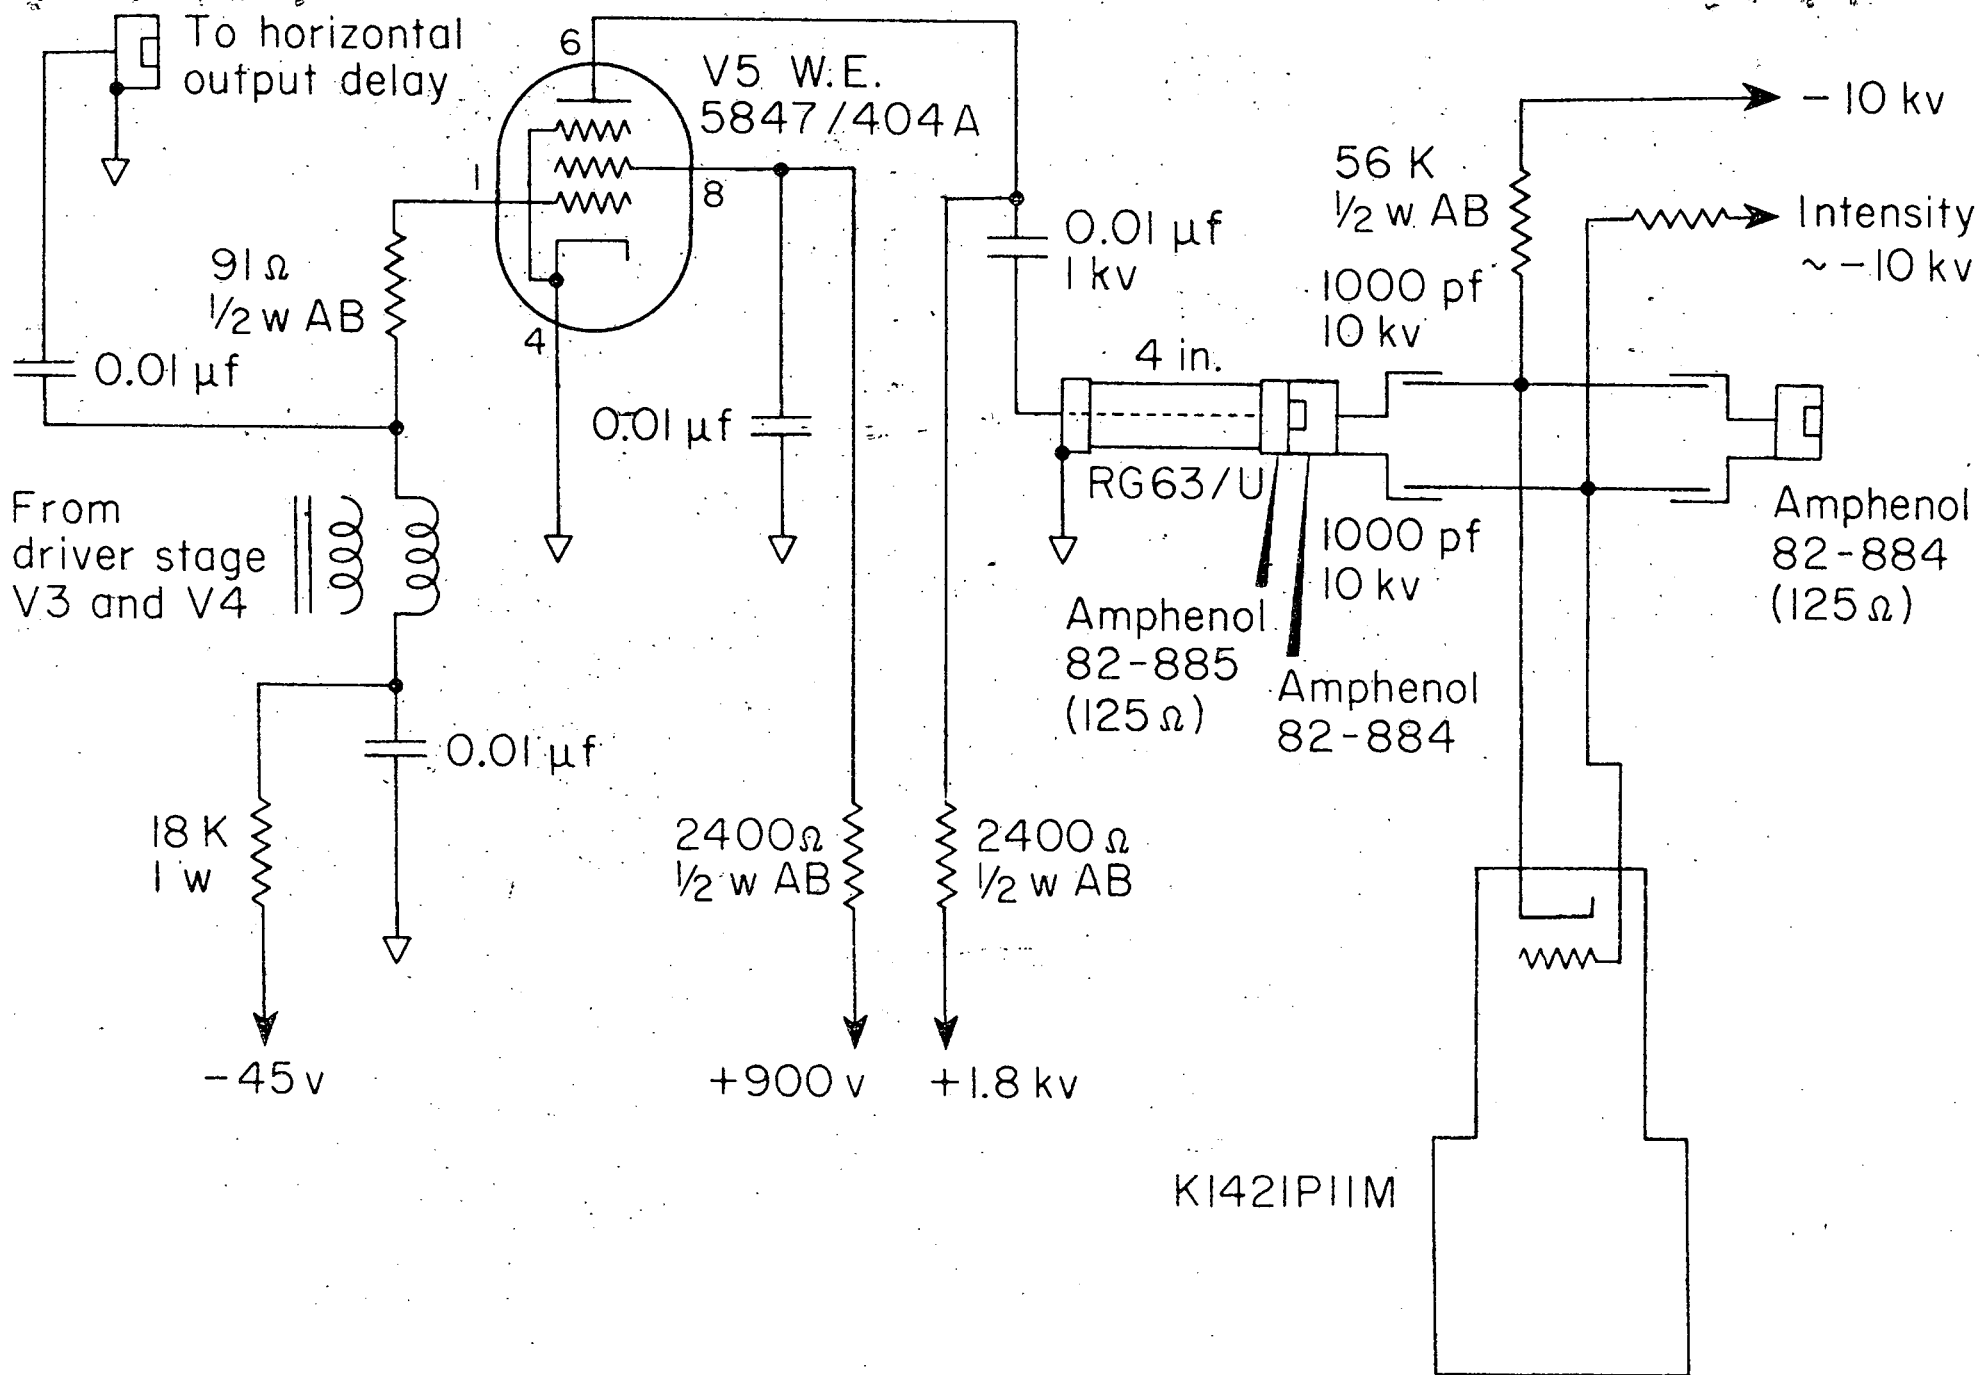 To horizontal
output delay
6
V5 W.E.
5847/404A
1
8
4
91Ω
½ w AB
0.01 µf
0.01 µf
0.01 µf
1 kv
4 in.
RG63/U
56 K
½ w AB
1000 pf
10 kv
- 10 kv
Intensity
~ -10 kv
From
driver stage
V3 and V4
1000 pf
10 kv
Amphenol
82-885
(125Ω)
Amphenol
82-884
Amphenol
82-884
(125Ω)
0.01 µf
18 K
1 w
2400Ω
½ w AB
2400Ω
½ w AB
-45 v
+900 v
+1.8 kv
K1421P11M